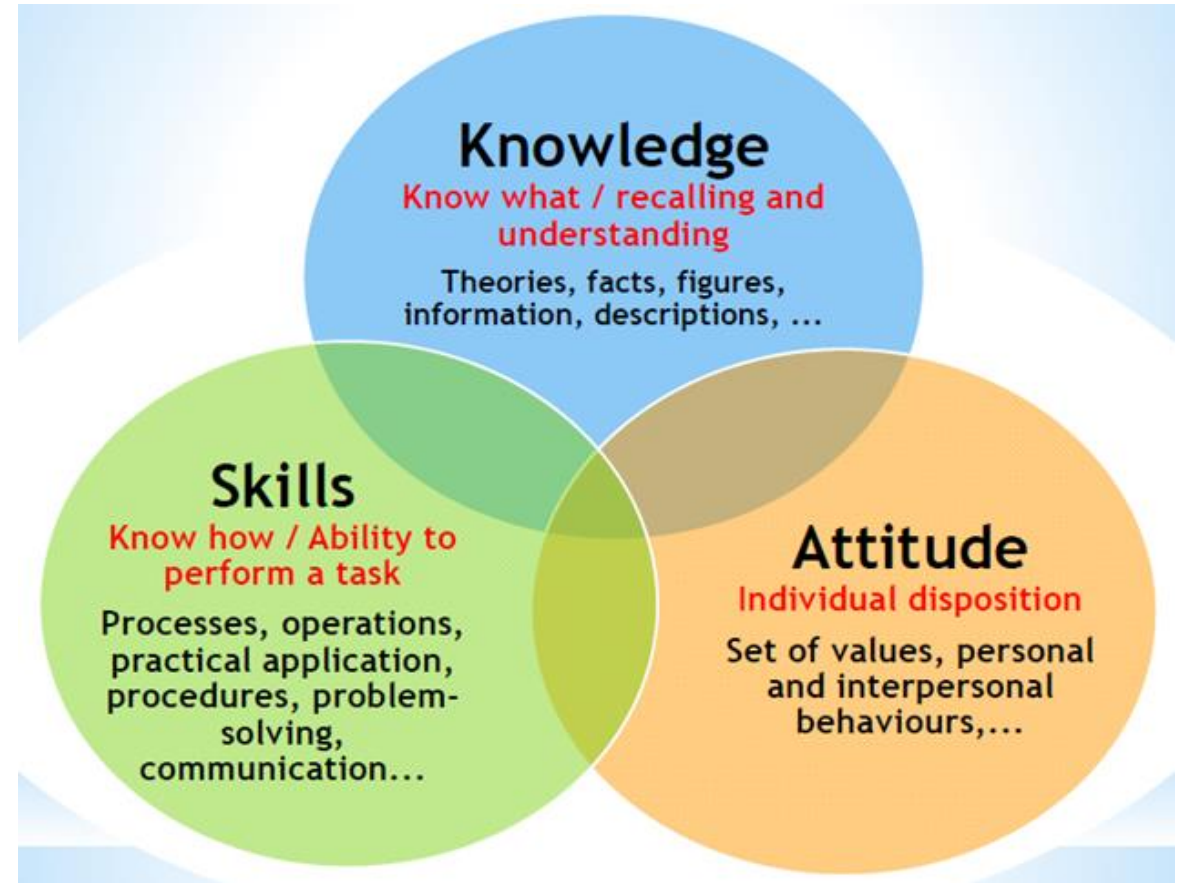 Knowledge
Know what / recalling and
understanding
Theories, facts, figures,
information, descriptions, ...
Skills
Know how / Ability to
perform a task
Processes, operations,
practical application,
procedures, problem-
solving,
communication...
Attitude
Individual disposition
Set of values, personal
and interpersonal
behaviours,...